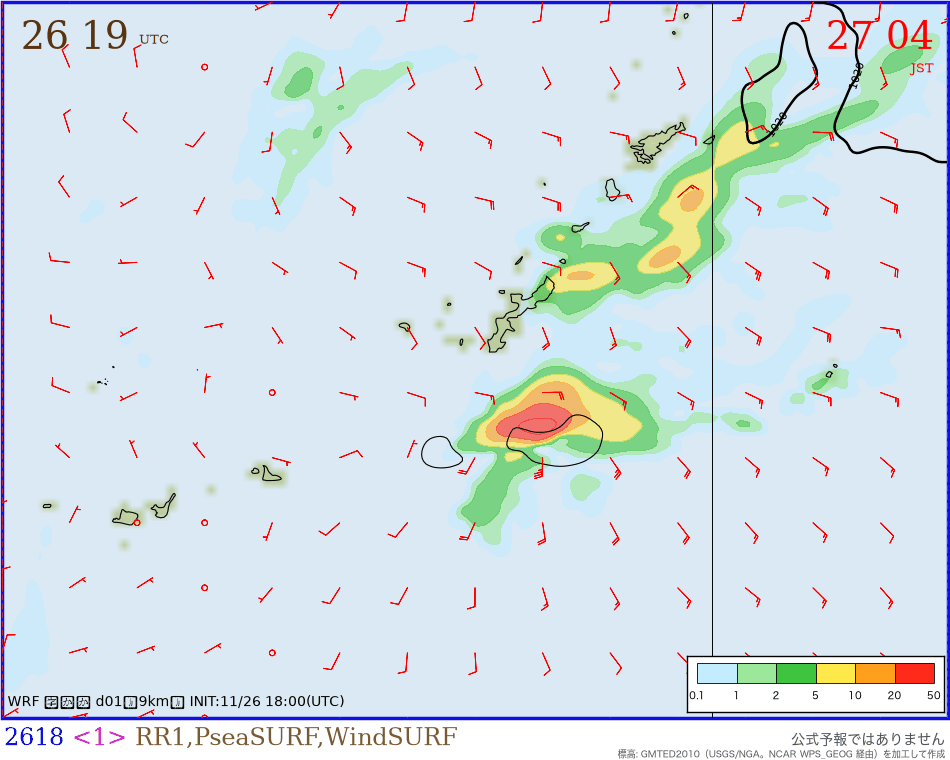 26 19 UTC
27 04
JST
1020
1020
WRF d01 9km INIT:11/26 18:00(UTC)
0.1 1 2 5 10 20 50
2618 <1> RR1,PseaSURF,WindSURF
公式予報ではありません
標高: GMTED2010（USGS/NGA。NCAR WPS_GEOG 経由）を加工して作成